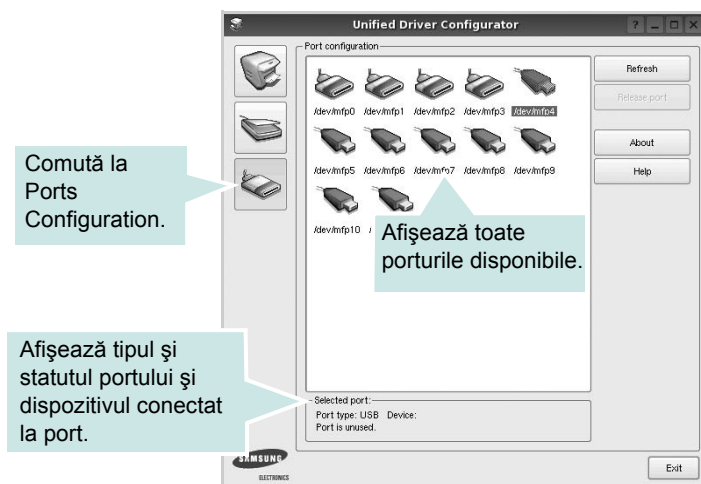 Unified Driver Configurator
Port configuration
/dev/mfp0 /dev/mfp1 /dev/mfp2 /dev/mfp3 /dev/mfp4
/dev/mfp5 /dev/mfp6 /dev/mfp7 /dev/mfp8 /dev/mfp9
/dev/mfp10
Refresh
Release port
About
Help
Comută la
Ports
Configuration.
Afişează toate
porturile disponibile.
Afişează tipul şi
statutul portului şi
dispozitivul conectat
la port.
Selected port:
Port type: USB Device:
Port is unused.
SAMSUNG
ELECTRONICS
Exit